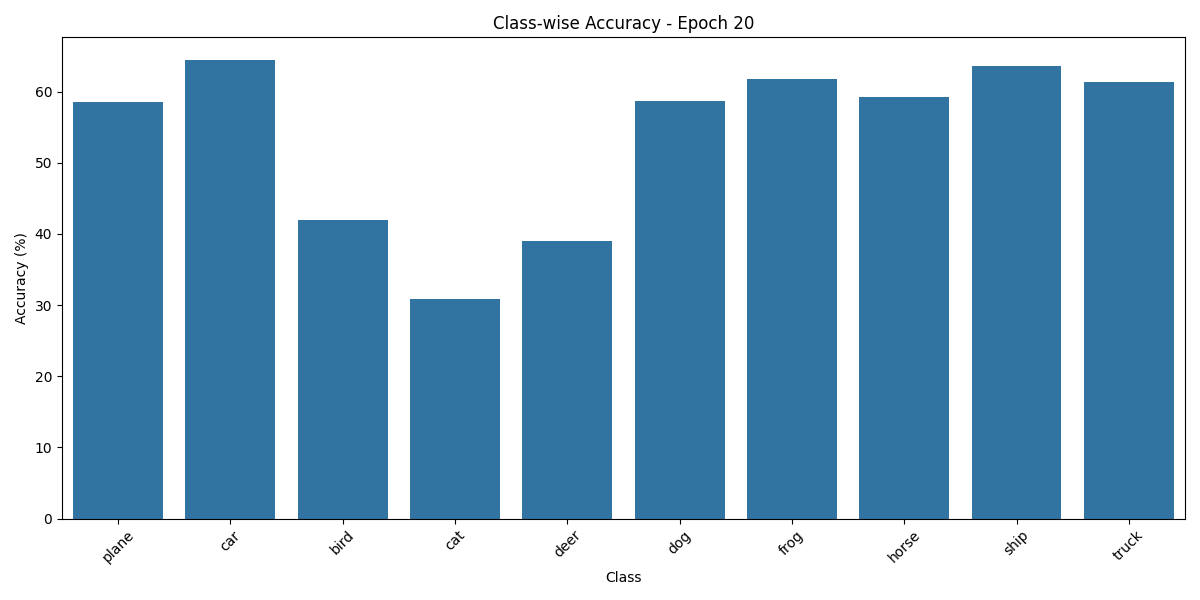 Class-wise Accuracy - Epoch 20
Accuracy (%)
60
50
40
30
20
10
0
plane
car
bird
cat
deer
dog
frog
horse
ship
truck
Class